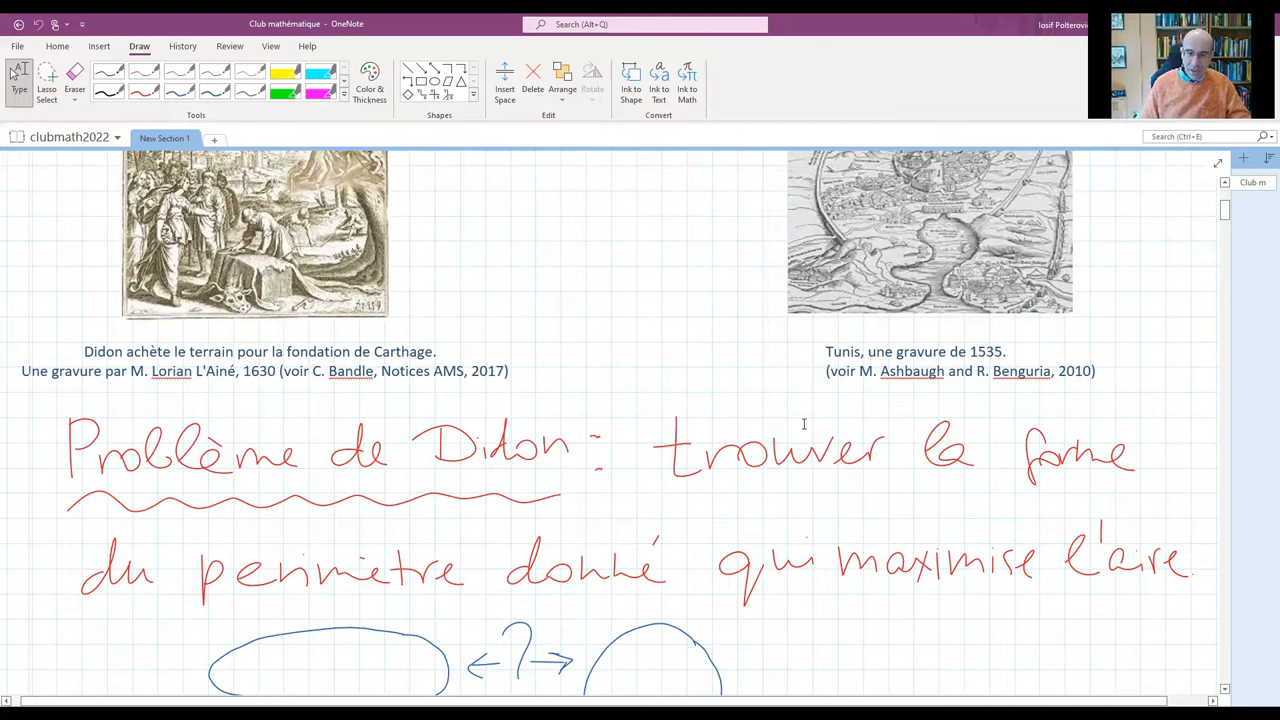 Club mathématique - OneNote
Search (Alt+Q)
Iosif Polterovi
File Home Insert Draw History Review View Help
Type
Lasso Select
Eraser
Color & Thickness
Insert Space
Delete
Arrange
Rotate
Ink to Shape
Ink to Text
Ink to Math
Tools Shapes Edit Convert
clubmath2022 New Section 1
Search (Ctrl+E)
Club m
Didon achète le terrain pour la fondation de Carthage.
Une gravure par M. Lorian L'Ainé, 1630 (voir C. Bandle, Notices AMS, 2017)
Tunis, une gravure de 1535.
(voir M. Ashbaugh and R. Benguria, 2010)
Problème de Didon : trouver la forme
du perimètre donné qui maximise l'aire.
?